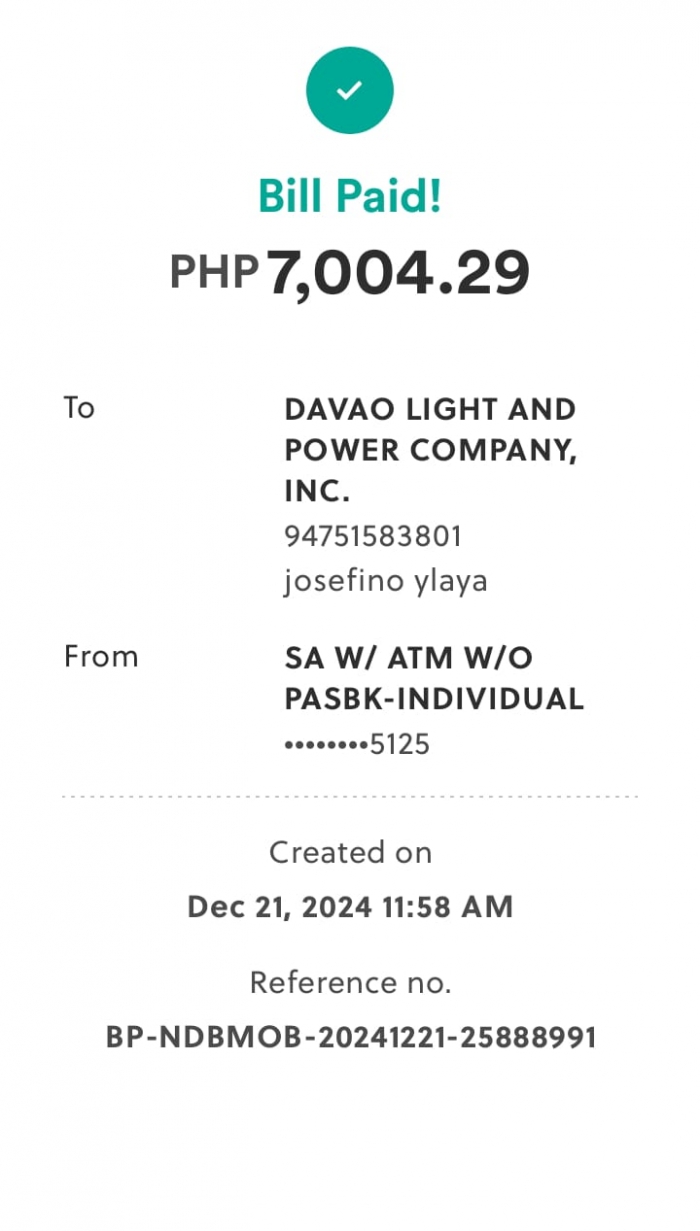 Bill Paid!
PHP 7,004.29
To
DAVAO LIGHT AND
POWER COMPANY,
INC.
94751583801
josefino ylaya
From
SA W/ ATM W/O
PASBK-INDIVIDUAL
••••••••5125
Created on
Dec 21, 2024 11:58 AM
Reference no.
BP-NDBMOB-20241221-25888991